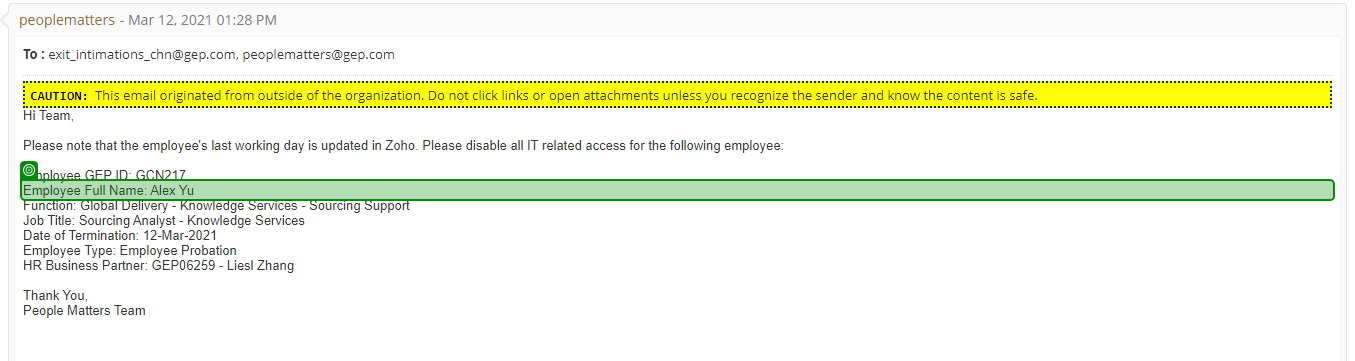 peoplematters - Mar 12, 2021 01:28 PM
To : exit_intimations_chn@gep.com, peoplematters@gep.com
CAUTION: This email originated from outside of the organization. Do not click links or open attachments unless you recognize the sender and know the content is safe.
Hi Team,
Please note that the employee's last working day is updated in Zoho. Please disable all IT related access for the following employee:
Employee GEP ID: GCN217
Employee Full Name: Alex Yu
Function: Global Delivery - Knowledge Services - Sourcing Support
Job Title: Sourcing Analyst - Knowledge Services
Date of Termination: 12-Mar-2021
Employee Type: Employee Probation
HR Business Partner: GEP06259 - Liesl Zhang
Thank You,
People Matters Team